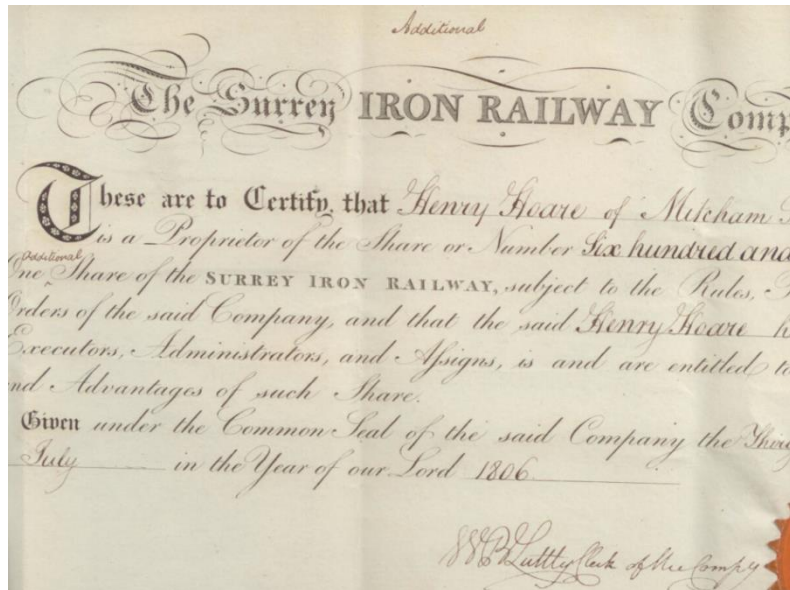 Additional
The Surrey IRON RAILWAY Comp
These are to Certify, that Henry Hoare of Mitcham
is a Proprietor of the Share or Number Six hundred and
Additional
One Share of the SURREY IRON RAILWAY, subject to the Rules,
Orders of the said Company, and that the said Henry Hoare h
Executors, Administrators, and Assigns, is and are entitled to
nd Advantages of such Share.
Given under the Common Seal of the said Company the
July in the Year of our Lord 1806.
Clerk of the Compy